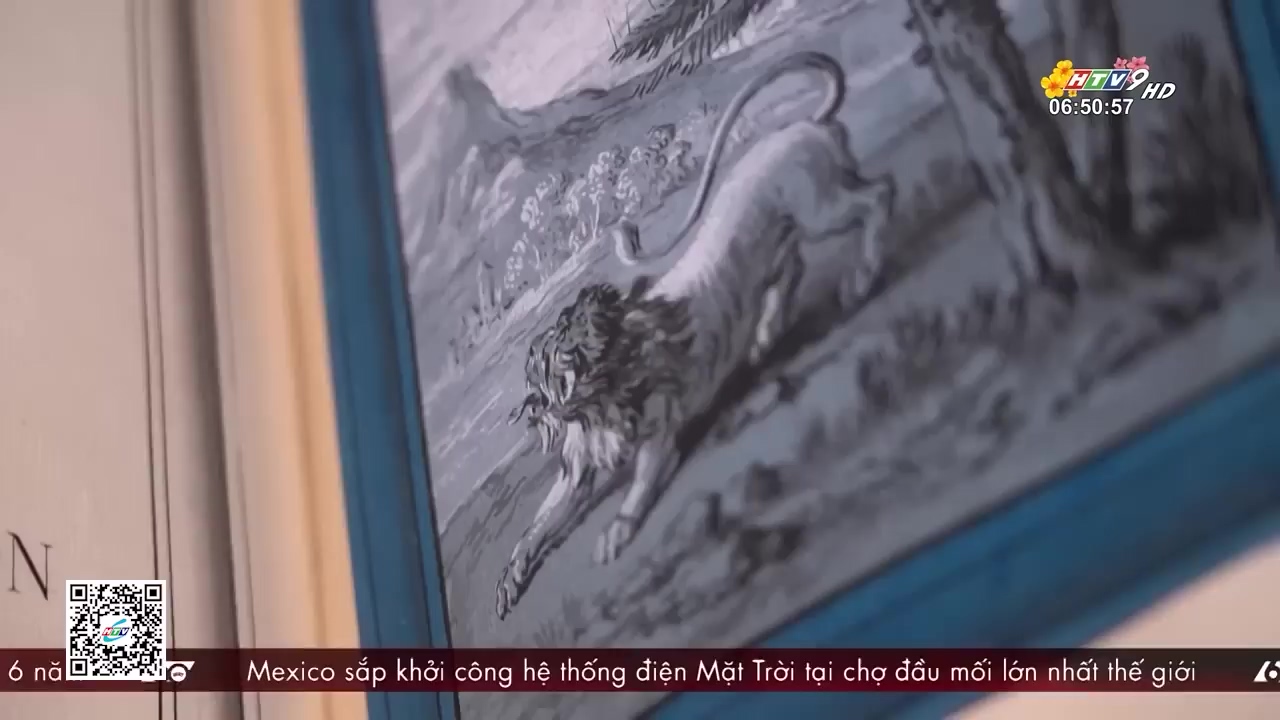 HTV9 HD
06:50:57
N
HTV
6 nă
Mexico sắp khởi công hệ thống điện Mặt Trời tại chợ đầu mối lớn nhất thế giới